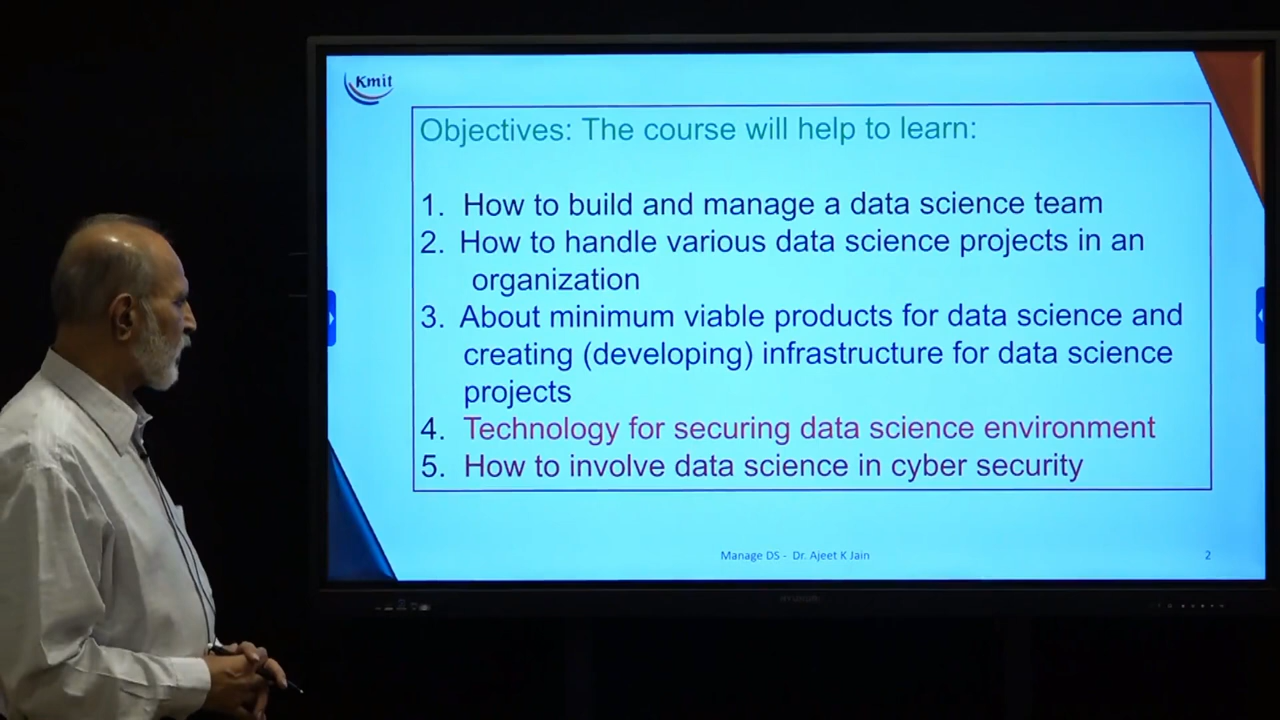 Kmit
Objectives: The course will help to learn:
1. How to build and manage a data science team
2. How to handle various data science projects in an
organization
3. About minimum viable products for data science and
creating (developing) infrastructure for data science
projects
4. Technology for securing data science environment
5. How to involve data science in cyber security
Manage DS - Dr. Ajeet K Jain
2
HYUNDAI